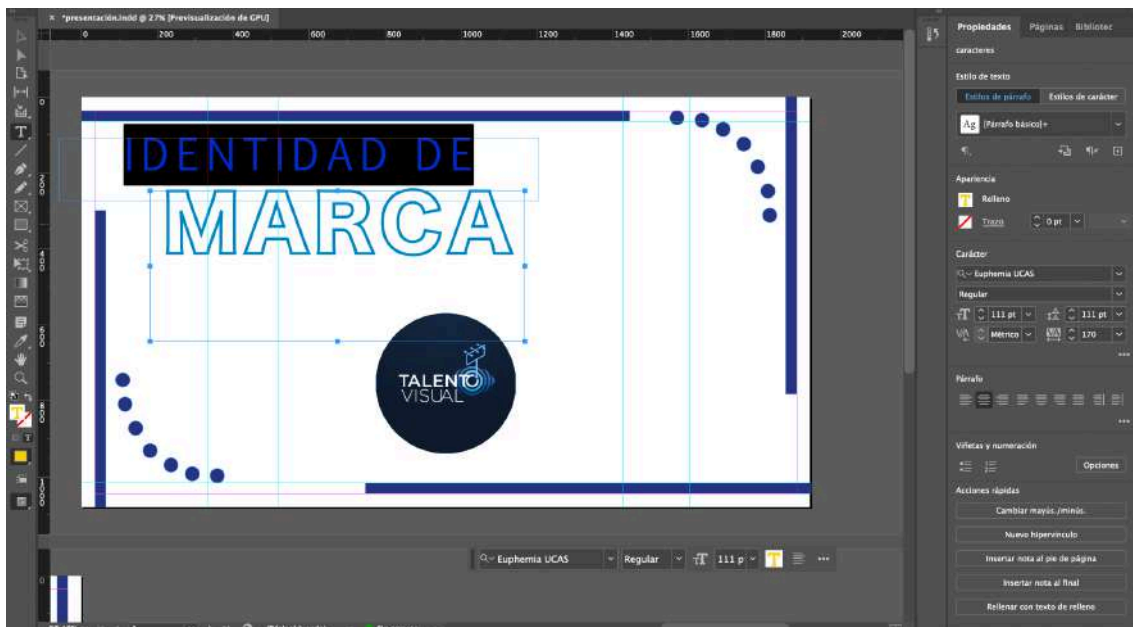 × *presentación.indd @ 27% [Previsualización de GPU]
0 200 400 600 800 1000 1200 1400 1600 1800 2000
IDENTIDAD DE
MARCA
TALENTO
VISUAL
Euphemia UCAS Regular 111 p
Propiedades Páginas Bibliotec
caracteres
Estilo de texto
Estilos de párrafo Estilos de carácter
Ag [Párrafo básico]+
Apariencia
Relleno
Trazo 0 pt
Carácter
Euphemia UCAS
Regular
111 pt 111 pt
Métrico 170
Párrafo
Viñetas y numeración
Opciones
Acciones rápidas
Cambiar mayús./minús.
Nuevo hipervínculo
Insertar nota al pie de página
Insertar nota al final
Rellenar con texto de relleno